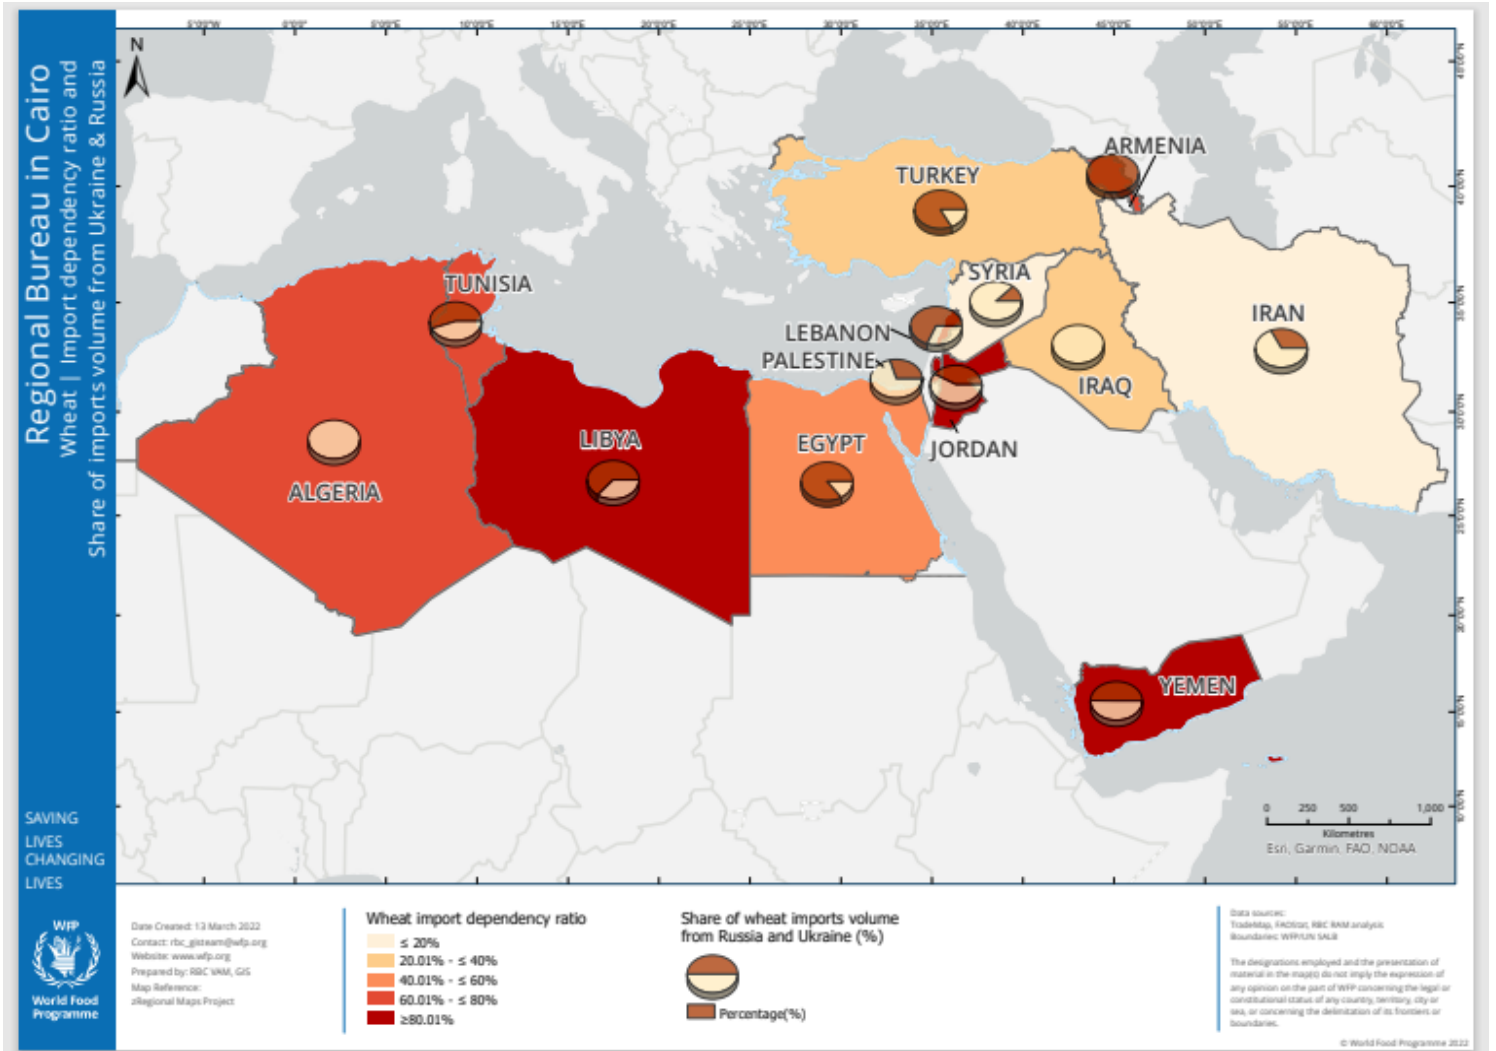 Regional Bureau in Cairo
Wheat | Import dependency ratio and
Share of imports volume from Ukraine & Russia
N
ARMENIA
TURKEY
TUNISIA
SYRIA
LEBANON
PALESTINE
IRAN
IRAQ
LIBYA
EGYPT
JORDAN
ALGERIA
YEMEN
0 250 500 1,000
Kilometres
Esri, Garmin, FAO, NOAA
SAVING
LIVES
CHANGING
LIVES
WFP
World Food
Programme
Date Created: 13 March 2022
Contact: rbc_gisteam@wfp.org
Website: www.wfp.org
Prepared by: RBC VAM, GIS
Map Reference:
zRegional Maps Project
Wheat import dependency ratio
≤ 20%
20.01% - ≤ 40%
40.01% - ≤ 60%
60.01% - ≤ 80%
≥80.01%
Share of wheat imports volume
from Russia and Ukraine (%)
Percentage(%)
Data sources:
TradeMap, FAOStat, RBC RAM analysis
Boundaries: WFP/UN SALB
The designations employed and the presentation of
material in the map(s) do not imply the expression of
any opinion on the part of WFP concerning the legal or
constitutional status of any country, territory, city or
sea, or concerning the delimitation of its frontiers or
boundaries.
© World Food Programme 2022